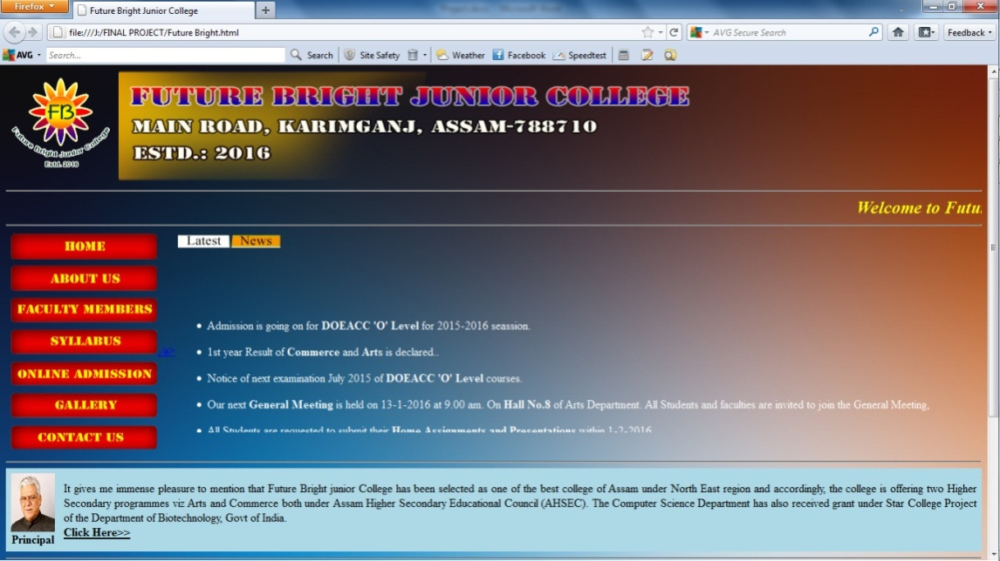 Firefox
Future Bright Junior College
file:///J:/FINAL PROJECT/Future Bright.html
AVG Secure Search
Feedback
AVG
Search...
Search
Site Safety
Weather
Facebook
Speedtest
FB
Future Bright Junior College
Estd. 2016
FUTURE BRIGHT JUNIOR COLLEGE
MAIN ROAD, KARIMGANJ, ASSAM-788710
ESTD.: 2016
Welcome to Futu
HOME
ABOUT US
FACULTY MEMBERS
SYLLABUS
ONLINE ADMISSION
GALLERY
CONTACT US
Latest News
Admission is going on for DOEACC 'O' Level for 2015-2016 seassion.
1st year Result of Commerce and Arts is declared..
Notice of next examination July 2015 of DOEACC 'O' Level courses.
Our next General Meeting is held on 13-1-2016 at 9.00 am. On Hall No.8 of Arts Department. All Students and faculties are invited to join the General Meeting,
All Students are requested to submit their Home Assignments and Presentations within 1-2-2016
It gives me immense pleasure to mention that Future Bright junior College has been selected as one of the best college of Assam under North East region and accordingly, the college is offering two Higher
Secondary programmes viz Arts and Commerce both under Assam Higher Secondary Educational Council (AHSEC). The Computer Science Department has also received grant under Star College Project
of the Department of Biotechnology, Govt of India.
Click Here>>
Principal